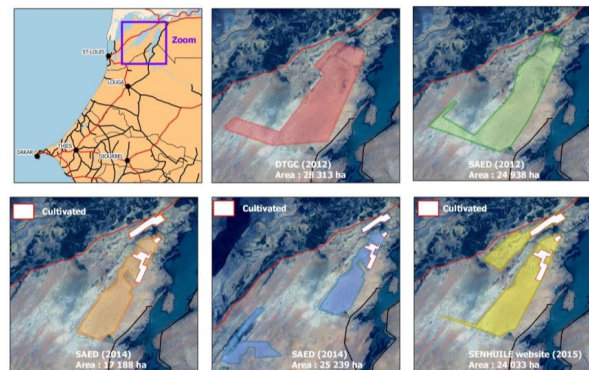 Zoom
ST-LOUIS
LOUGA
THIES
DAKAR
DIOURBEL
DTGC (2012)
Area : 28 313 ha
SAED (2012)
Area : 24 938 ha
Cultivated
SAED (2014)
Area : 17 188 ha
Cultivated
SAED (2014)
Area : 25 239 ha
Cultivated
SENHUILE website (2015)
Area : 24 033 ha